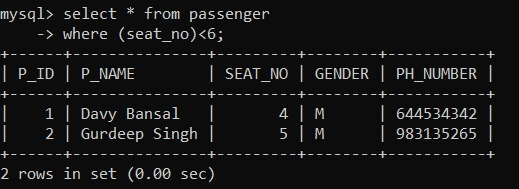 mysql> select * from passenger
    -> where (seat_no)<6;
+------+---------------+---------+--------+-----------+
| P_ID | P_NAME        | SEAT_NO | GENDER | PH_NUMBER |
+------+---------------+---------+--------+-----------+
|    1 | Davy Bansal   |       4 | M      | 644534342 |
|    2 | Gurdeep Singh |       5 | M      | 983135265 |
+------+---------------+---------+--------+-----------+
2 rows in set (0.00 sec)